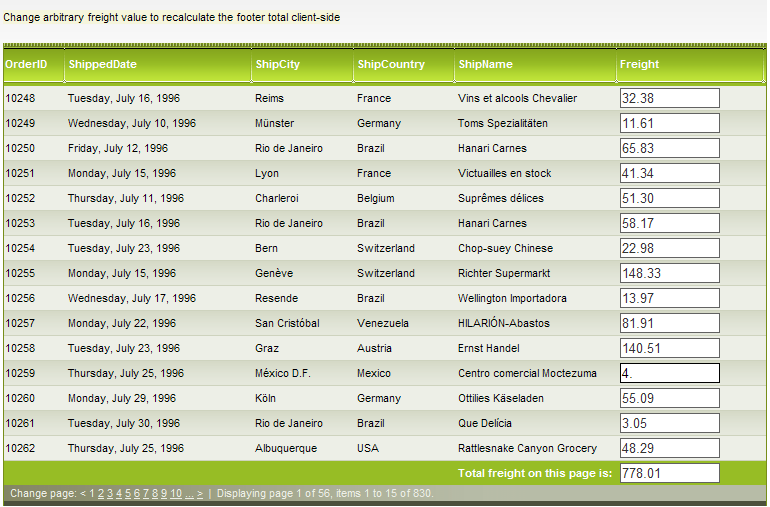 Change arbitrary freight value to recalculate the footer total client-side
OrderID ShippedDate ShipCity ShipCountry ShipName Freight
10248 Tuesday, July 16, 1996 Reims France Vins et alcools Chevalier 32.38
10249 Wednesday, July 10, 1996 Münster Germany Toms Spezialitäten 11.61
10250 Friday, July 12, 1996 Rio de Janeiro Brazil Hanari Carnes 65.83
10251 Monday, July 15, 1996 Lyon France Victuailles en stock 41.34
10252 Thursday, July 11, 1996 Charleroi Belgium Suprêmes délices 51.30
10253 Tuesday, July 16, 1996 Rio de Janeiro Brazil Hanari Carnes 58.17
10254 Tuesday, July 23, 1996 Bern Switzerland Chop-suey Chinese 22.98
10255 Monday, July 15, 1996 Genève Switzerland Richter Supermarkt 148.33
10256 Wednesday, July 17, 1996 Resende Brazil Wellington Importadora 13.97
10257 Monday, July 22, 1996 San Cristóbal Venezuela HILARIÓN-Abastos 81.91
10258 Tuesday, July 23, 1996 Graz Austria Ernst Handel 140.51
10259 Thursday, July 25, 1996 México D.F. Mexico Centro comercial Moctezuma 4.
10260 Monday, July 29, 1996 Köln Germany Ottilies Käseladen 55.09
10261 Tuesday, July 30, 1996 Rio de Janeiro Brazil Que Delícia 3.05
10262 Thursday, July 25, 1996 Albuquerque USA Rattlesnake Canyon Grocery 48.29
Total freight on this page is: 778.01
Change page: < 1 2 3 4 5 6 7 8 9 10 ... > | Displaying page 1 of 56, items 1 to 15 of 830.